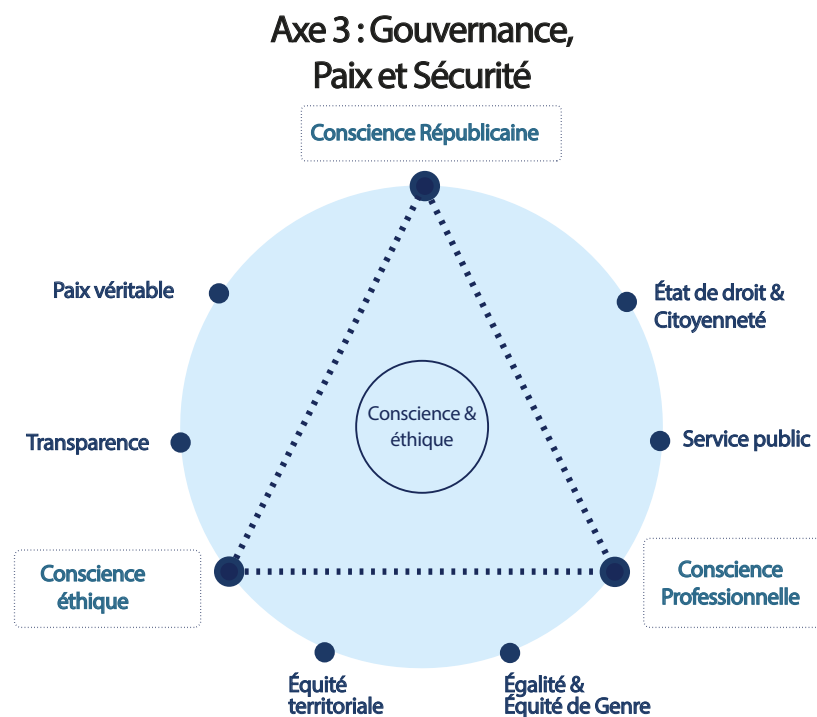 Axe 3 : Gouvernance,
Paix et Sécurité
Conscience Républicaine
Paix véritable
État de droit &
Citoyenneté
Conscience &
éthique
Transparence
Service public
Conscience
éthique
Conscience
Professionnelle
Équité
territoriale
Égalité &
Équité de Genre